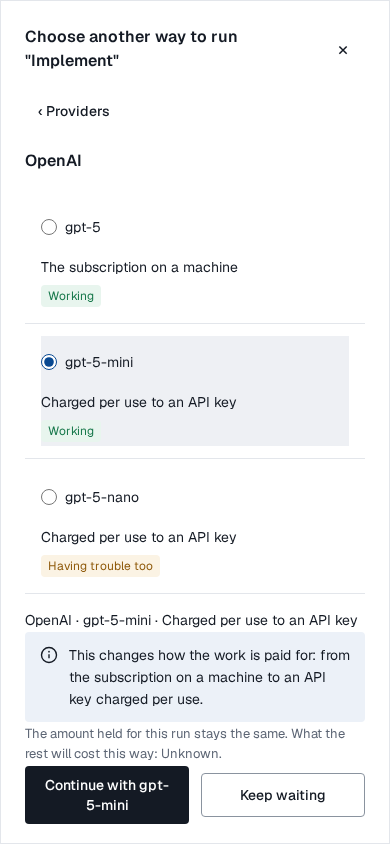 Choose another way to run
"Implement"
×
‹ Providers
OpenAI
gpt-5
The subscription on a machine
Working
gpt-5-mini
Charged per use to an API key
Working
gpt-5-nano
Charged per use to an API key
Having trouble too
OpenAI · gpt-5-mini · Charged per use to an API key
This changes how the work is paid for: from
the subscription on a machine to an API
key charged per use.
The amount held for this run stays the same. What the
rest will cost this way: Unknown.
Continue with gpt-
5-mini
Keep waiting